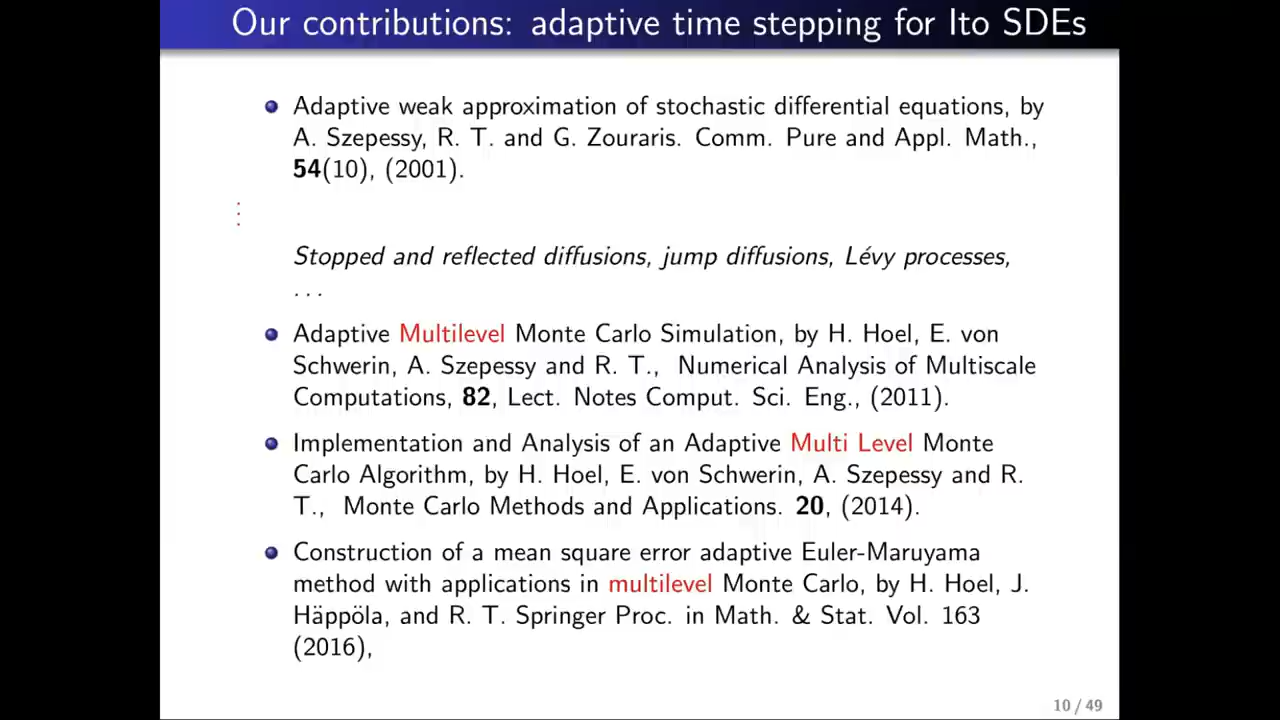 Our contributions: adaptive time stepping for Ito SDEs
Adaptive weak approximation of stochastic differential equations, by
A. Szepessy, R. T. and G. Zouraris. Comm. Pure and Appl. Math.,
54(10), (2001).
⋮
Stopped and reflected diffusions, jump diffusions, Lévy processes,
...
Adaptive Multilevel Monte Carlo Simulation, by H. Hoel, E. von
Schwerin, A. Szepessy and R. T., Numerical Analysis of Multiscale
Computations, 82, Lect. Notes Comput. Sci. Eng., (2011).
Implementation and Analysis of an Adaptive Multi Level Monte
Carlo Algorithm, by H. Hoel, E. von Schwerin, A. Szepessy and R.
T., Monte Carlo Methods and Applications. 20, (2014).
Construction of a mean square error adaptive Euler-Maruyama
method with applications in multilevel Monte Carlo, by H. Hoel, J.
Häppöla, and R. T. Springer Proc. in Math. & Stat. Vol. 163
(2016),
10 / 49